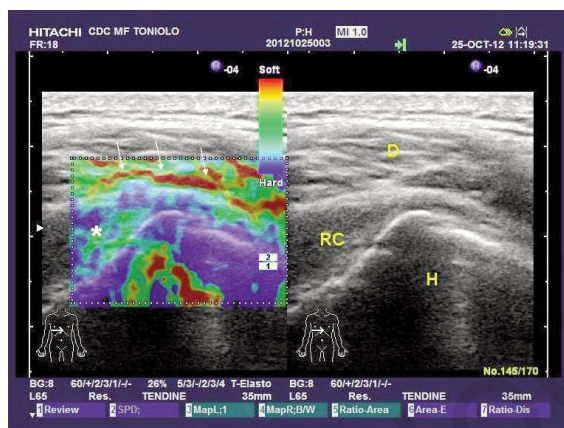 HITACHI CDC MF TONIOLO P:H MI 1.0
FR:18 20121025003 25-OCT-12 11:19:31
R -04 Soft R -04
D
Hard
*
RC
2
1
H
No.145/170
BG:8 60/+/2/3/1/-/- 26% 5/3/-/2/3/4 T-Elasto BG:8 60/+/2/3/1/-/-
L65 Res. TENDINE 35mm L65 Res. TENDINE 35mm
1 Review 2 SPD; 3 MapL;1 4 MapR;B/W 5 Ratio-Area 6 Area-E 7 Ratio-Dis